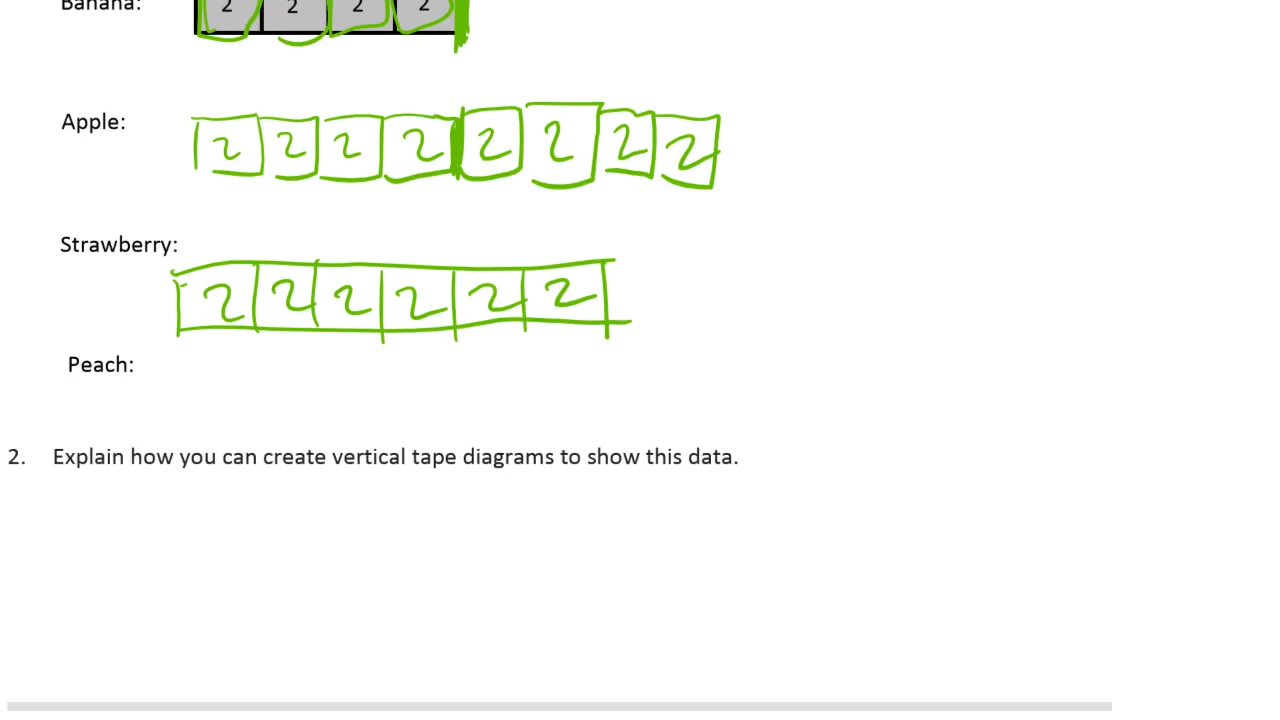 Banana: 2 2 2 2
Apple: 2 2 2 2 2 2 2 2
Strawberry:
2 2 2 2 2 2
Peach:
2. Explain how you can create vertical tape diagrams to show this data.